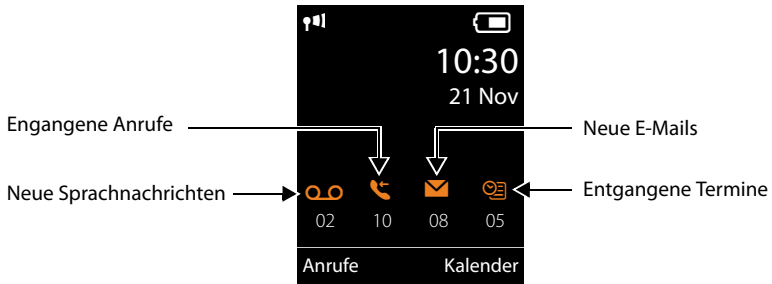 10:30
21 Nov
Engangene Anrufe
Neue E-Mails
Neue Sprachnachrichten
Entgangene Termine
02 10 08 05
Anrufe Kalender